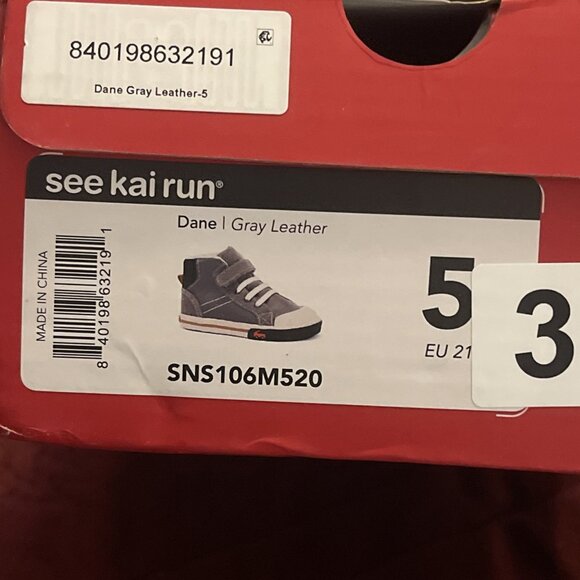 840198632191
Dane Gray Leather-5
see kai run®
Dane | Gray Leather
MADE IN CHINA
8 40198 63219 1
5
EU 21
3
SNS106M520